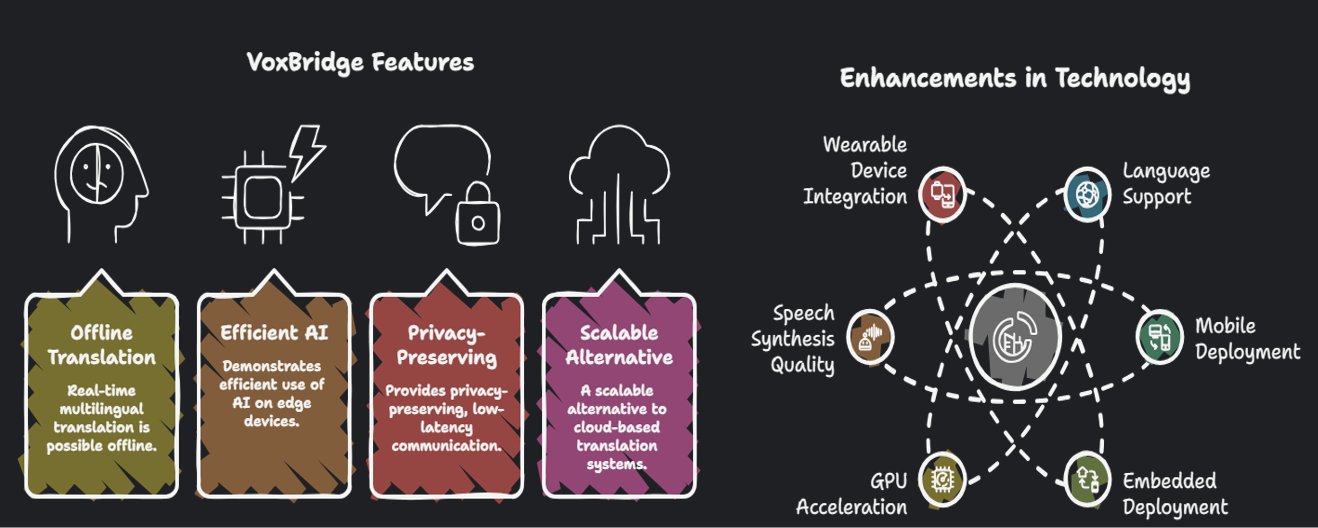 VoxBridge Features
Offline
Translation
Real-time
multilingual
translation is
possible offline.
Efficient AI
Demonstrates
efficient use of
AI on edge
devices.
Privacy-
Preserving
Provides privacy-
preserving, low-
latency
communication.
Scalable
Alternative
A scalable
alternative to
cloud-based
translation
systems.
Enhancements in Technology
Wearable
Device
Integration
Language
Support
Speech
Synthesis
Quality
Mobile
Deployment
GPU
Acceleration
Embedded
Deployment